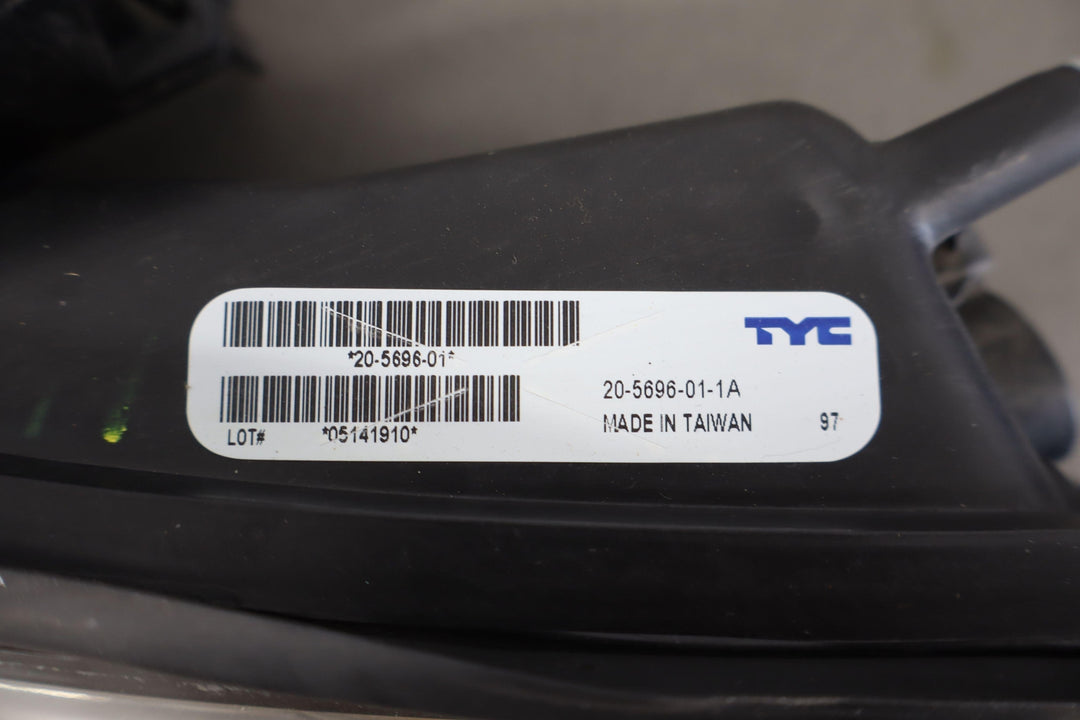 TYC
*20-5696-01*
20-5696-01-1A
LOT# *05141910*
MADE IN TAIWAN 97